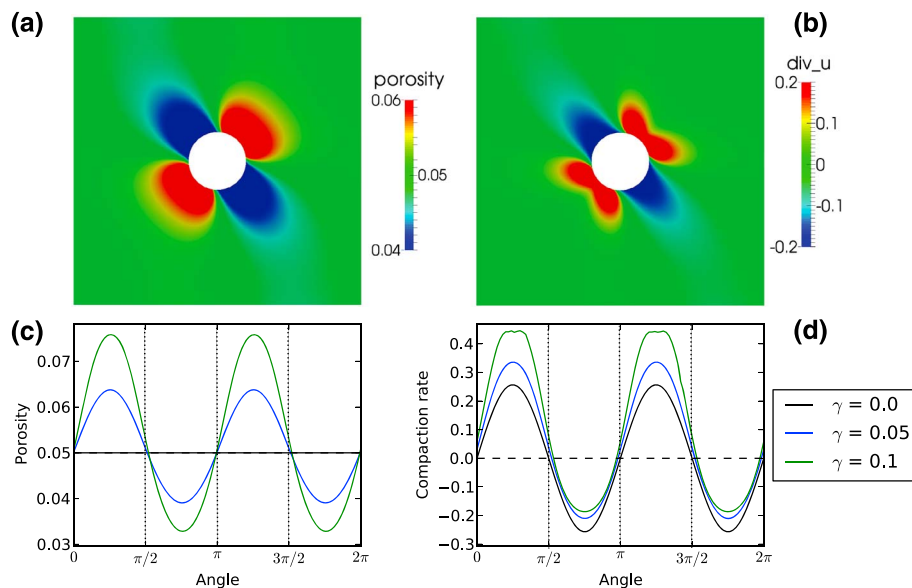 (a)
porosity
0.06
0.05
0.04
(b)
div_u
0.2
0.1
0
-0.1
-0.2
(c)
Porosity
0.07
0.06
0.05
0.04
0.03
0
π/2
π
3π/2
2π
Angle
(d)
Compaction rate
0.4
0.3
0.2
0.1
0.0
−0.1
−0.2
−0.3
0
π/2
π
3π/2
2π
Angle
γ = 0.0
γ = 0.05
γ = 0.1